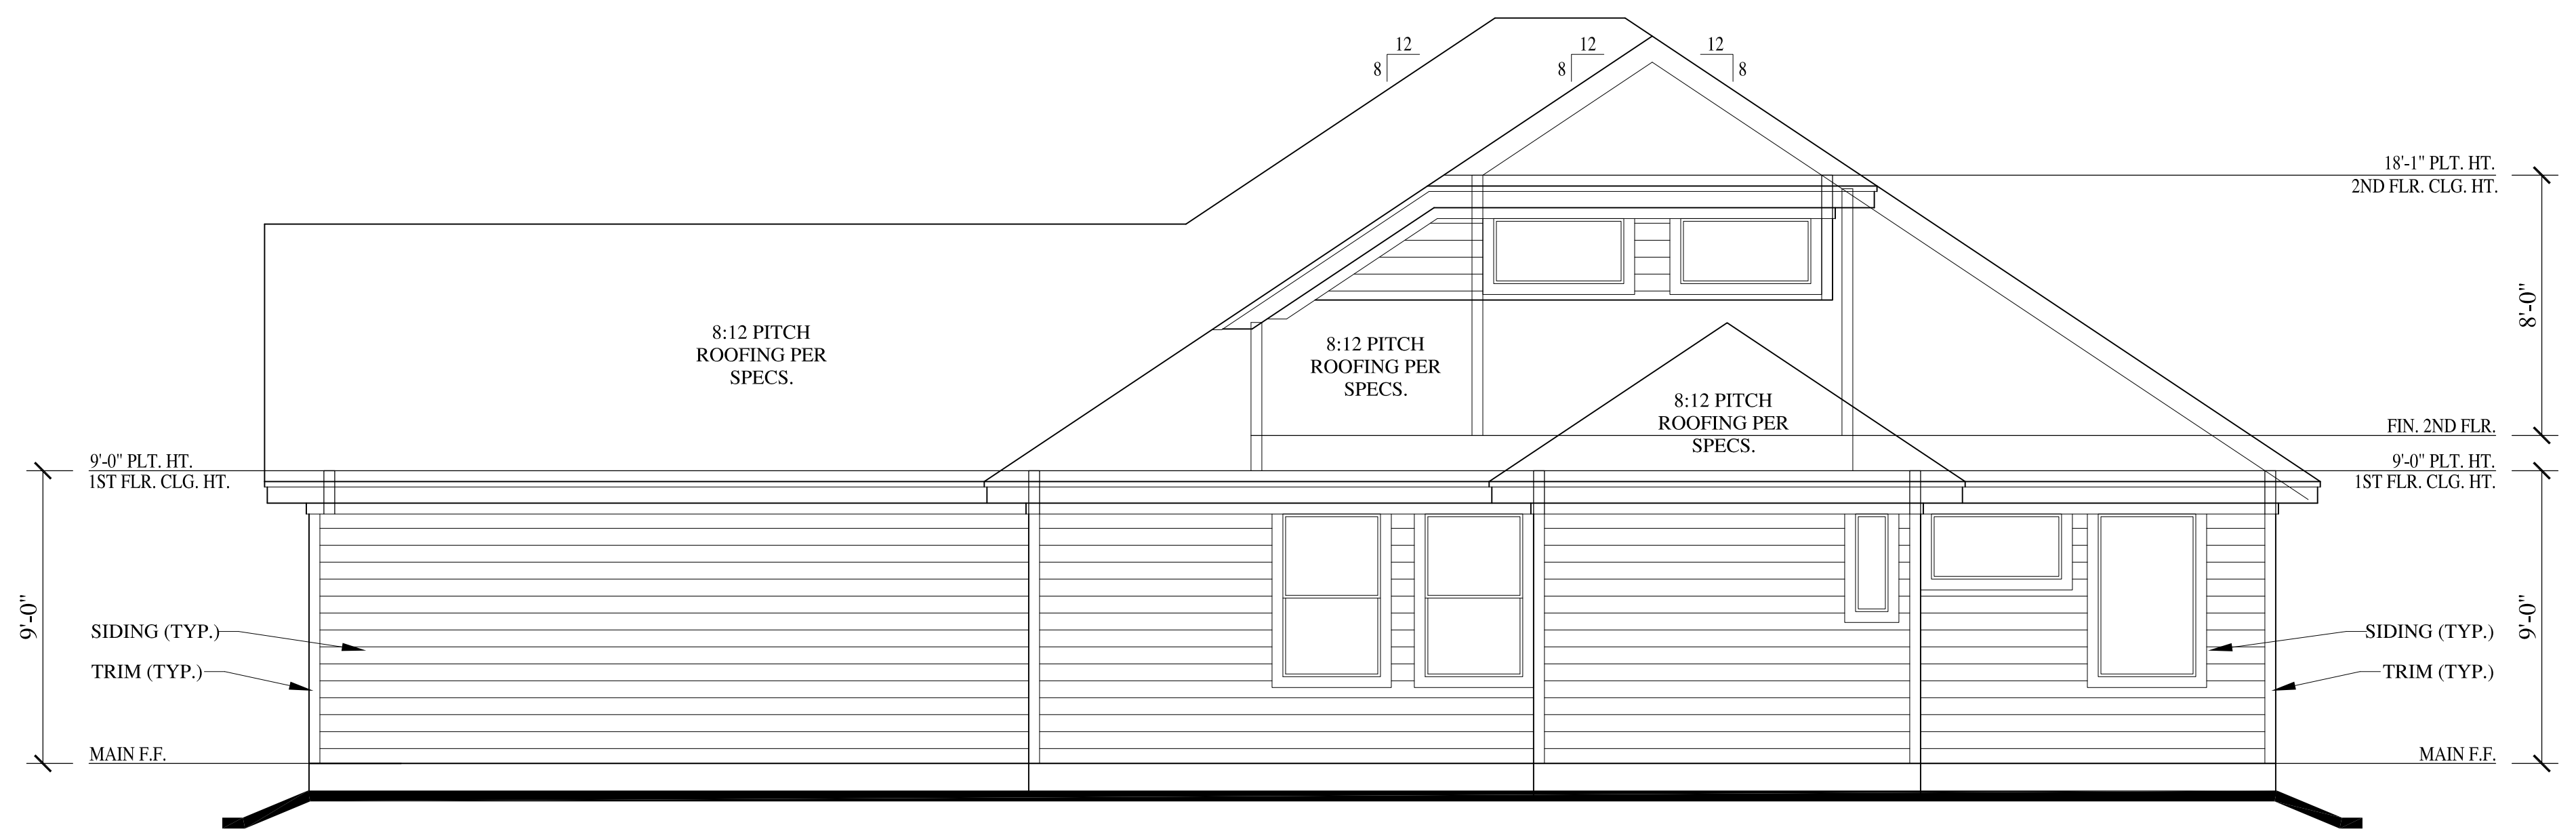 12
8
12
8
12
8
18'-1" PLT. HT.
2ND FLR. CLG. HT.
8'-0"
8:12 PITCH
ROOFING PER
SPECS.
8:12 PITCH
ROOFING PER
SPECS.
8:12 PITCH
ROOFING PER
SPECS.
FIN. 2ND FLR.
9'-0" PLT. HT.
1ST FLR. CLG. HT.
9'-0" PLT. HT.
1ST FLR. CLG. HT.
9'-0"
9'-0"
SIDING (TYP.)
TRIM (TYP.)
SIDING (TYP.)
TRIM (TYP.)
MAIN F.F.
MAIN F.F.